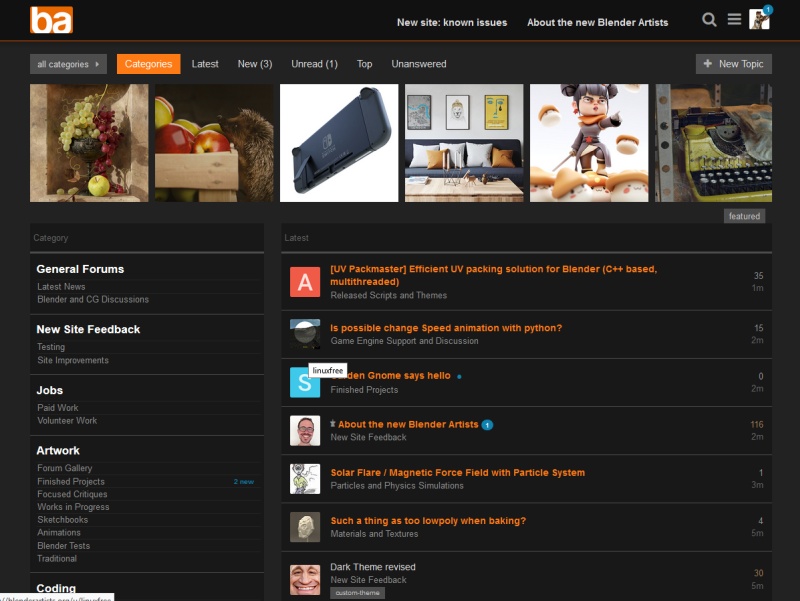 ba
New site: known issues
About the new Blender Artists
1
all categories
Categories
Latest
New (3)
Unread (1)
Top
Unanswered
+ New Topic
featured
Category
General Forums
Latest News
Blender and CG Discussions
New Site Feedback
Testing
Site Improvements
Jobs
Paid Work
Volunteer Work
Artwork
Forum Gallery
Finished Projects
2 new
Focused Critiques
Works in Progress
Sketchbooks
Animations
Blender Tests
Traditional
Coding
Latest
A
[UV Packmaster] Efficient UV packing solution for Blender (C++ based,
multithreaded)
Released Scripts and Themes
35
1m
Is possible change Speed animation with python?
Game Engine Support and Discussion
15
2m
linuxfree
S
den Gnome says hello
Finished Projects
0
2m
About the new Blender Artists 1
New Site Feedback
116
2m
Solar Flare / Magnetic Force Field with Particle System
Particles and Physics Simulations
1
3m
Such a thing as too lowpoly when baking?
Materials and Textures
4
5m
Dark Theme revised
New Site Feedback
custom-theme
30
5m
//blenderartists.org/u/linuxfree